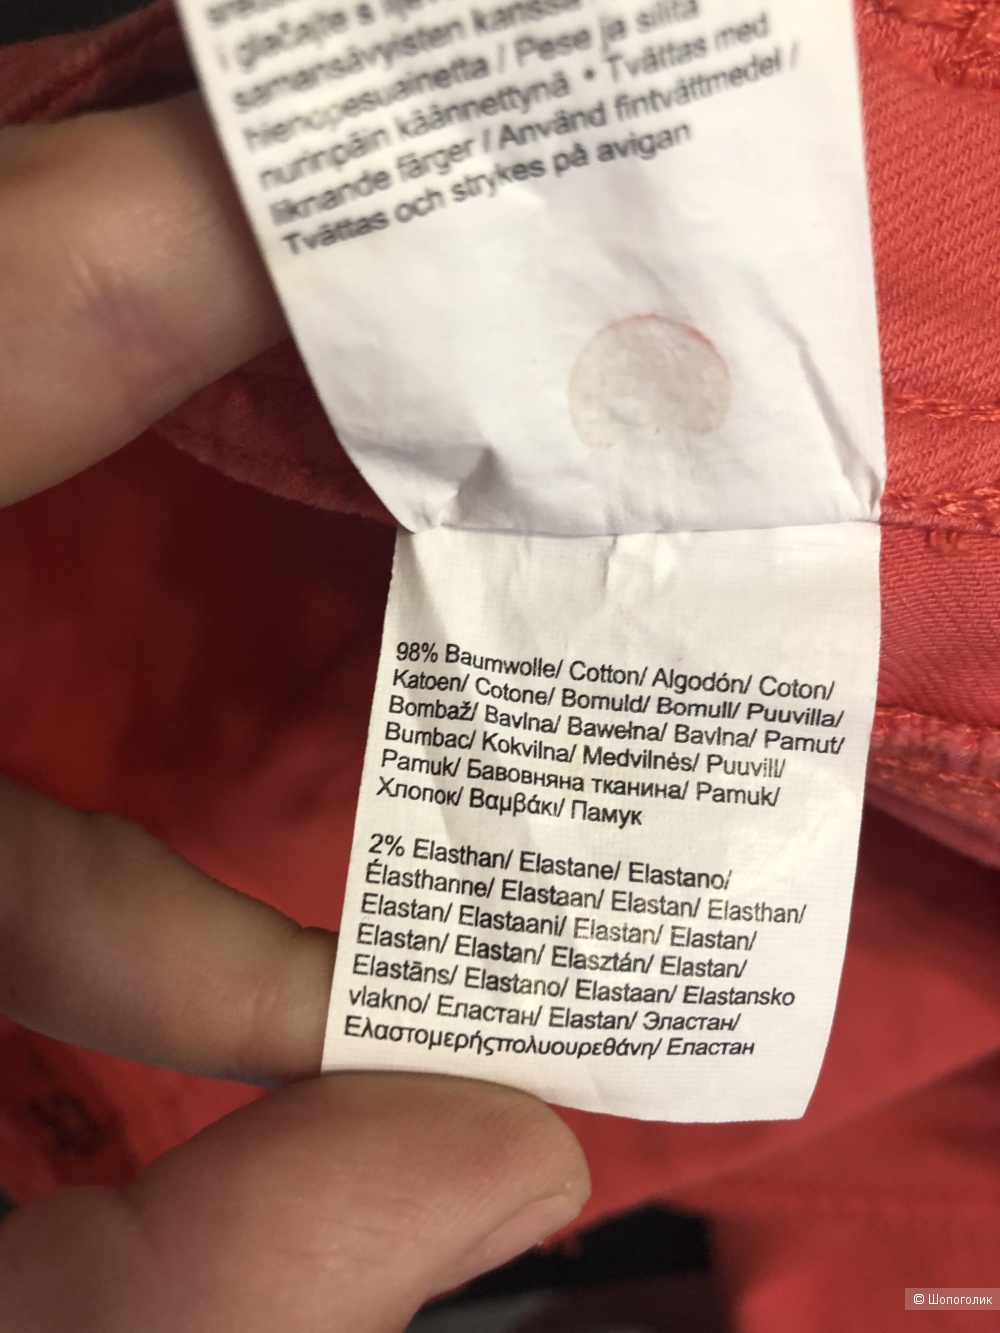 i glačajte s
samansävyisten kanssa
hienopesuainetta / Pese ja silitä
nurinpäin käännettynä • Tvättas med
liknande färger / Använd fintvättmedel /
Tvättas och strykes på avigan
98% Baumwolle/ Cotton/ Algodón/ Coton/
Katoen/ Cotone/ Bomuld/ Bomull/ Puuvilla/
Bombaž/ Bavlna/ Bawełna/ Bavlna/ Pamut/
Bumbac/ Kokvilna/ Medvilnės/ Puuvill/
Pamuk/ Бавовняна тканина/ Pamuk/
Хлопок/ Βαμβάκι/ Памук
2% Elasthan/ Elastane/ Elastano/
Élasthanne/ Elastaan/ Elastan/ Elasthan/
Elastan/ Elastaani/ Elastan/ Elastan/
Elastan/ Elastan/ Elasztán/ Elastan/
Elastāns/ Elastano/ Elastaan/ Elastansko
vlakno/ Еластан/ Elastan/ Эластан/
Ελαστομερήςπολυουρεθάνη/ Еластан
© Шопоголик